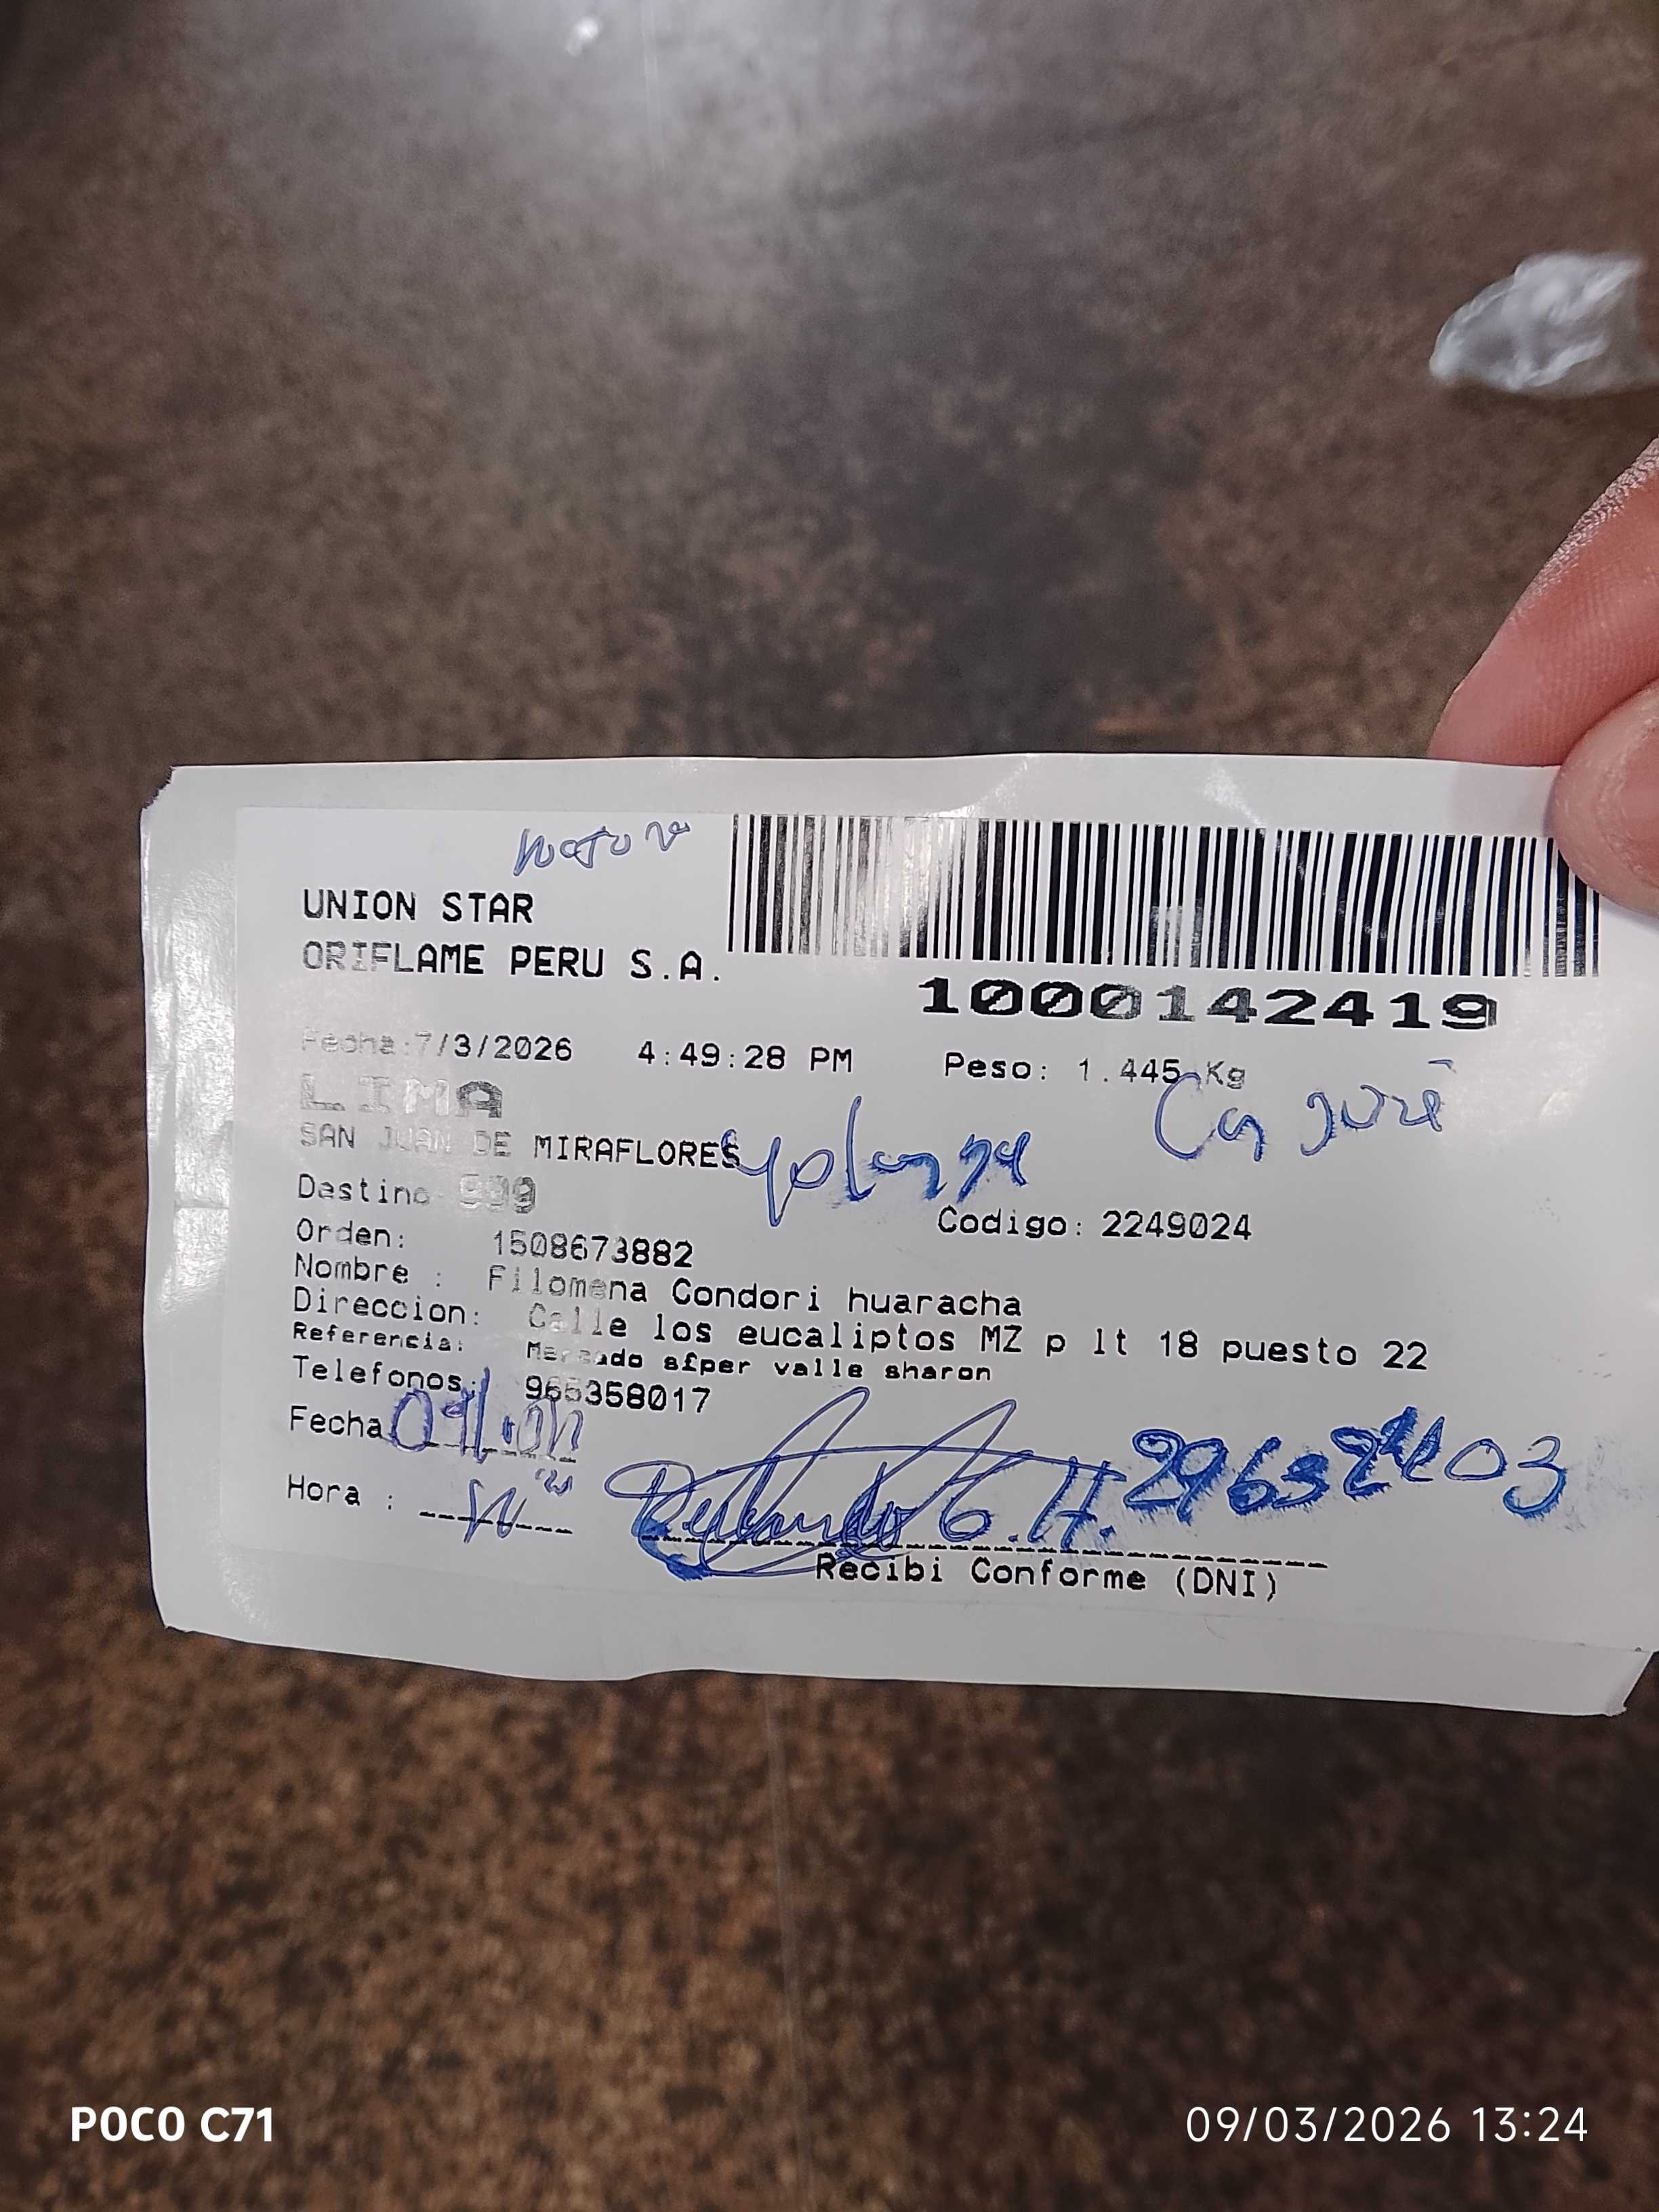 UNION STAR
ORIFLAME PERU S.A.
1000142419
Fecha:7/3/2026 4:49:28 PM Peso: 1.445 Kg
LIMA
SAN JUAN DE MIRAFLORES
Destino 999
Codigo: 2249024
Orden: 1508673882
Nombre : Filomena Condori huaracha
Direccion: Calle los eucaliptos MZ p lt 18 puesto 22
Referencia: Mercado s£per valle sharon
Telefonos: 965358017
Fecha
Hora :
G.H.
Recibi Conforme (DNI)
POCO C71
09/03/2026 13:24